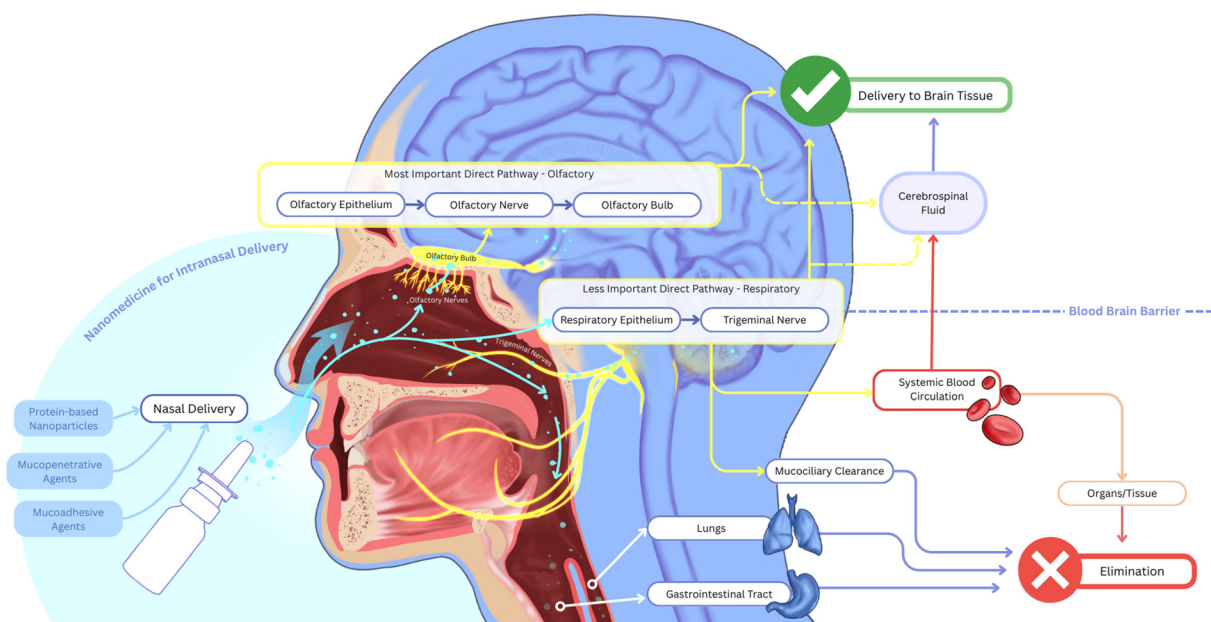 Delivery to Brain Tissue
Most Important Direct Pathway - Olfactory
Olfactory Epithelium
Olfactory Nerve
Olfactory Bulb
Cerebrospinal
Fluid
Nanomedicine for Intranasal Delivery
Olfactory Bulb
Olfactory Nerves
Less Important Direct Pathway - Respiratory
Respiratory Epithelium
Trigeminal Nerve
Blood Brain Barrier
Trigeminal Nerves
Systemic Blood
Circulation
Protein-based
Nanoparticles
Nasal Delivery
Mucopenetrative
Agents
Mucoadhesive
Agents
Mucociliary Clearance
Organs/Tissue
Lungs
Gastrointestinal Tract
Elimination